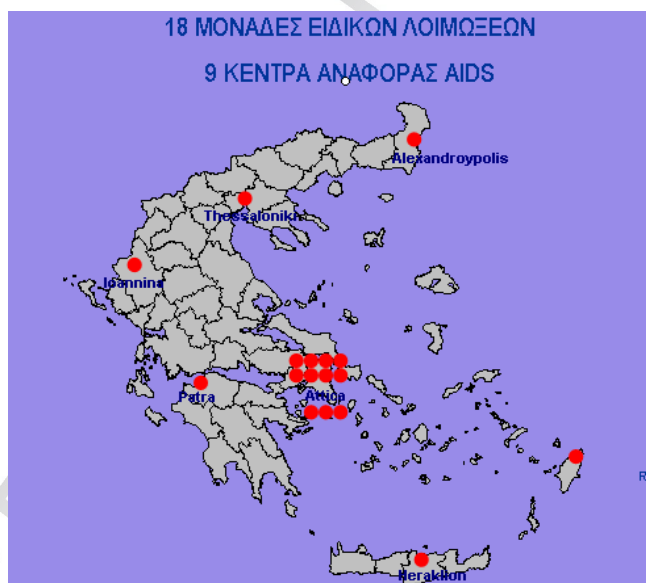 18 ΜΟΝΑΔΕΣ ΕΙΔΙΚΩΝ ΛΟΙΜΩΞΕΩΝ
9 ΚΕΝΤΡΑ ΑΝΑΦΟΡΑΣ AIDS
Alexandroypolis
Thessaloniki
Ioannina
Patra
Attica
R
Heraklion